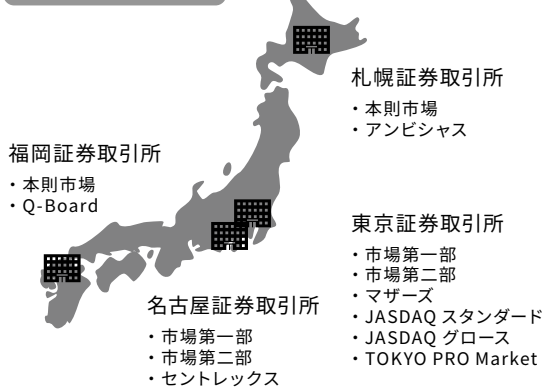 札幌証券取引所
・本則市場
・アンビシャス
福岡証券取引所
・本則市場
・Q-Board
東京証券取引所
・市場第一部
・市場第二部
・マザーズ
・JASDAQ スタンダード
・JASDAQ グロース
・TOKYO PRO Market
名古屋証券取引所
・市場第一部
・市場第二部
・セントレックス